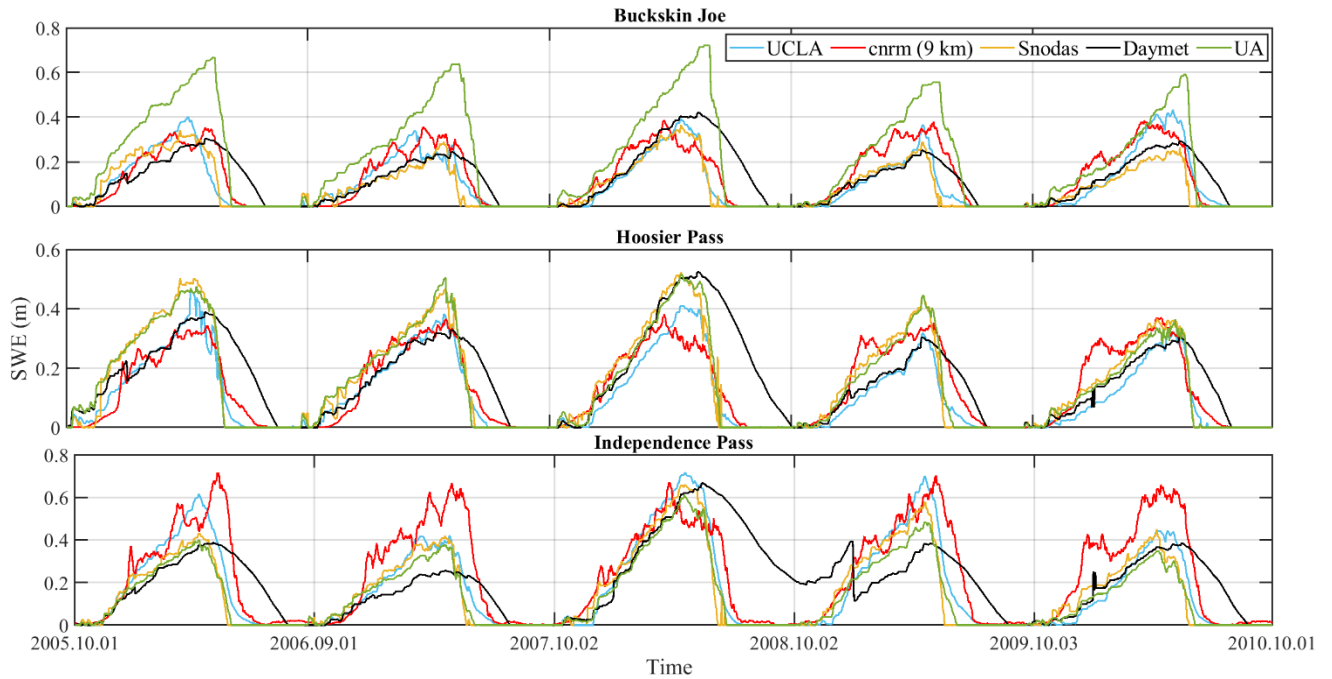 Buckskin Joe
0.8
UCLA cnrm (9 km) Snodas Daymet UA
0.6
0.4
0.2
0
Hoosier Pass
0.6
0.4
0.2
0
SWE (m)
Independence Pass
0.8
0.6
0.4
0.2
0
2005.10.01 2006.09.01 2007.10.02 2008.10.02 2009.10.03 2010.10.01
Time